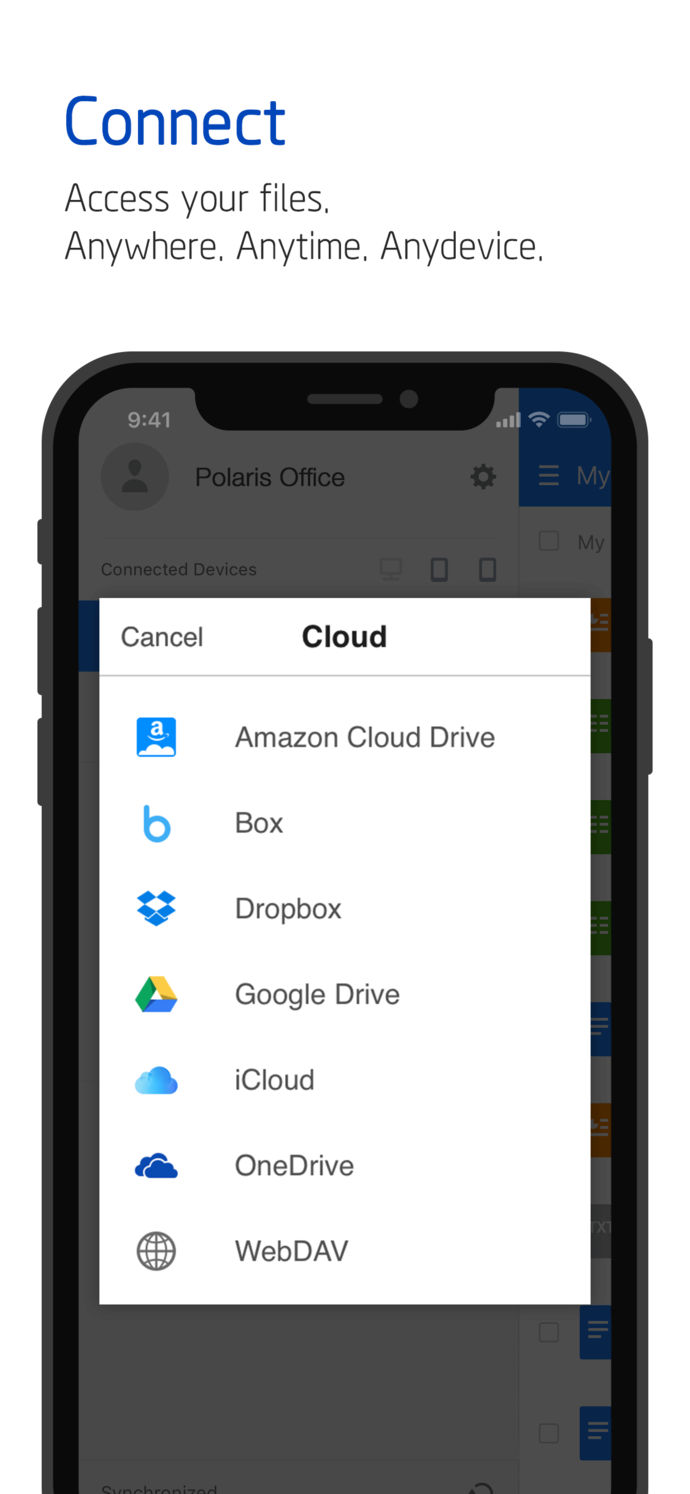 Connect
Access your files.
Anywhere. Anytime. Anydevice.
9:41
Polaris Office
My
My
Connected Devices
Cancel
Cloud
Amazon Cloud Drive
Box
Dropbox
Google Drive
iCloud
OneDrive
WebDAV
TXT
Synchronized